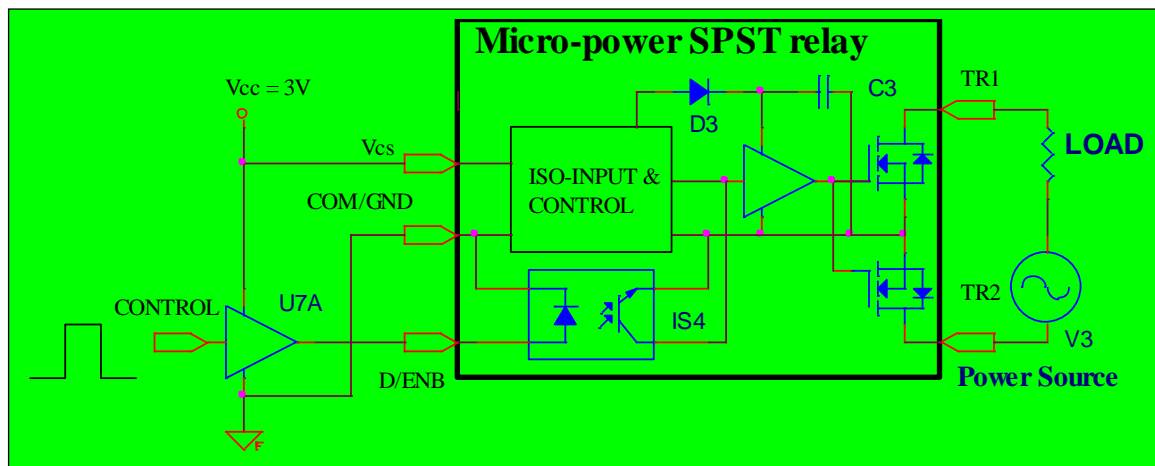 Micro-power SPST relay
Vcc = 3V
TR1
C3
D3
Vcs
LOAD
ISO-INPUT &
CONTROL
COM/GND
U7A
CONTROL
TR2
IS4
V3
D/ENB
Power Source
F